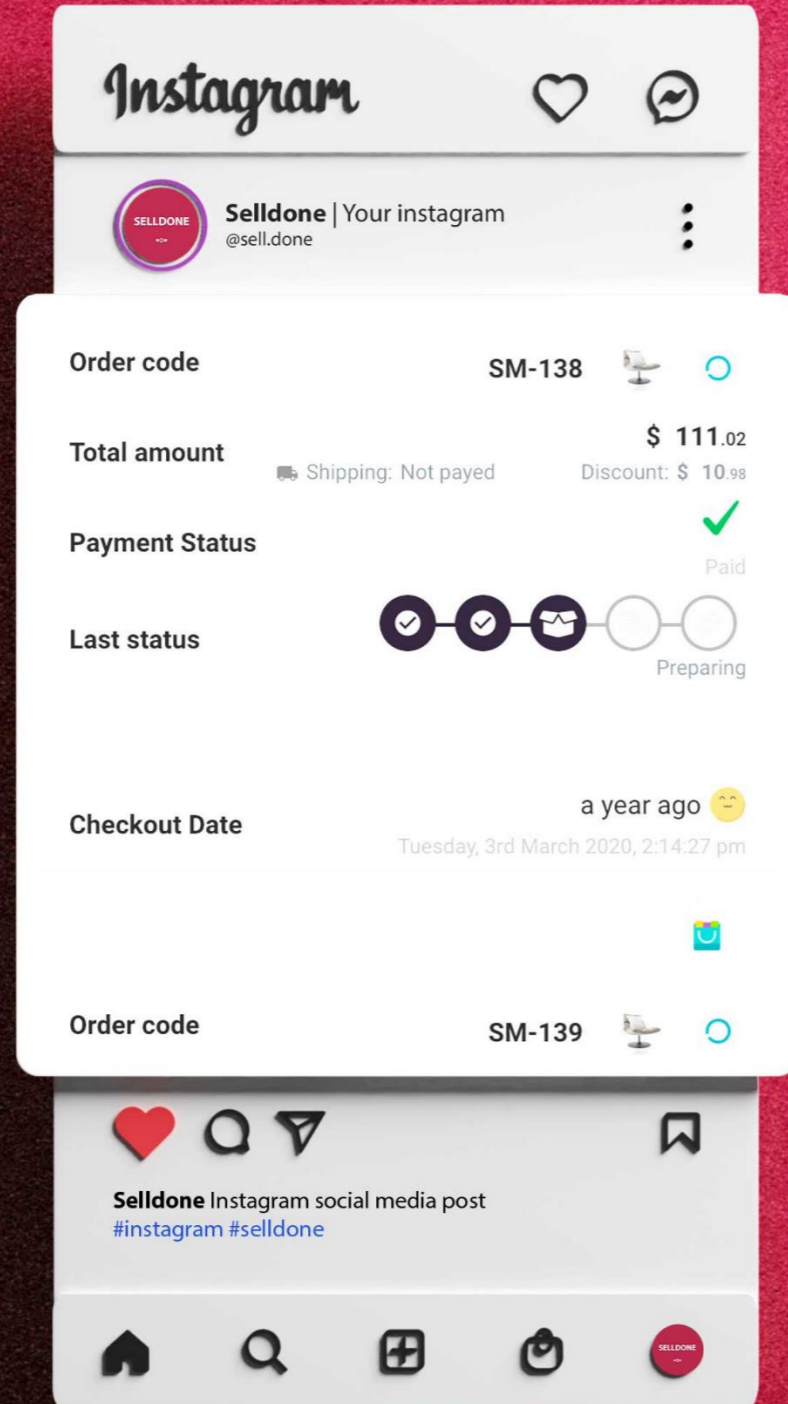 Instagram
SELLDONE
Selldone | Your instagram
@sell.done
Order code SM-138
$ 111.02
Total amount
Shipping: Not payed Discount: $ 10.98
Payment Status
Paid
Last status
Preparing
a year ago
Checkout Date
Tuesday, 3rd March 2020, 2:14:27 pm
Order code SM-139
Selldone Instagram social media post
#instagram #selldone
SELLDONE